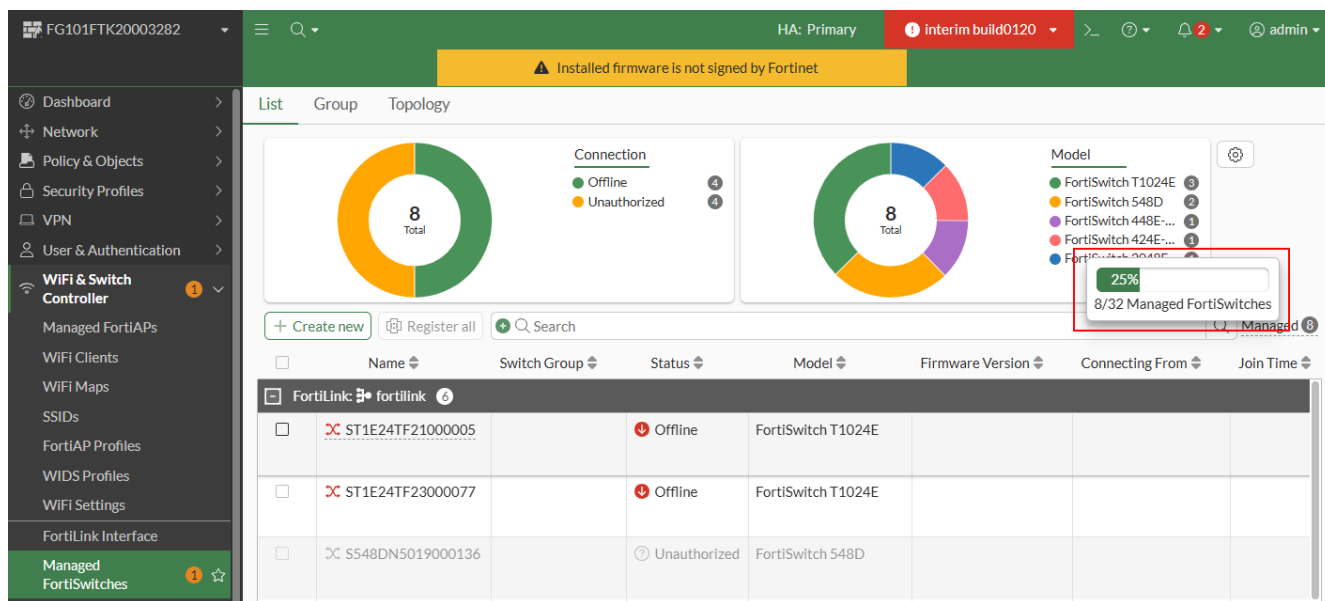 FG101FTK20003282
HA: Primary
interim build0120
>_
2
admin
Installed firmware is not signed by Fortinet
Dashboard
Network
Policy & Objects
Security Profiles
VPN
User & Authentication
WiFi & Switch
Controller
1
Managed FortiAPs
WiFi Clients
WiFi Maps
SSIDs
FortiAP Profiles
WIDS Profiles
WiFi Settings
FortiLink Interface
Managed
FortiSwitches
1
List Group Topology
8
Total
Connection
Offline 4
Unauthorized 4
8
Total
Model
FortiSwitch T1024E 3
FortiSwitch 548D 2
FortiSwitch 448E-... 1
FortiSwitch 424E-... 1
25%
8/32 Managed FortiSwitches
Create new Register all Search Managed 8
Name Switch Group Status Model Firmware Version Connecting From Join Time
FortiLink: fortilink 6
ST1E24TF21000005 Offline FortiSwitch T1024E
ST1E24TF23000077 Offline FortiSwitch T1024E
S548DN5019000136 Unauthorized FortiSwitch 548D